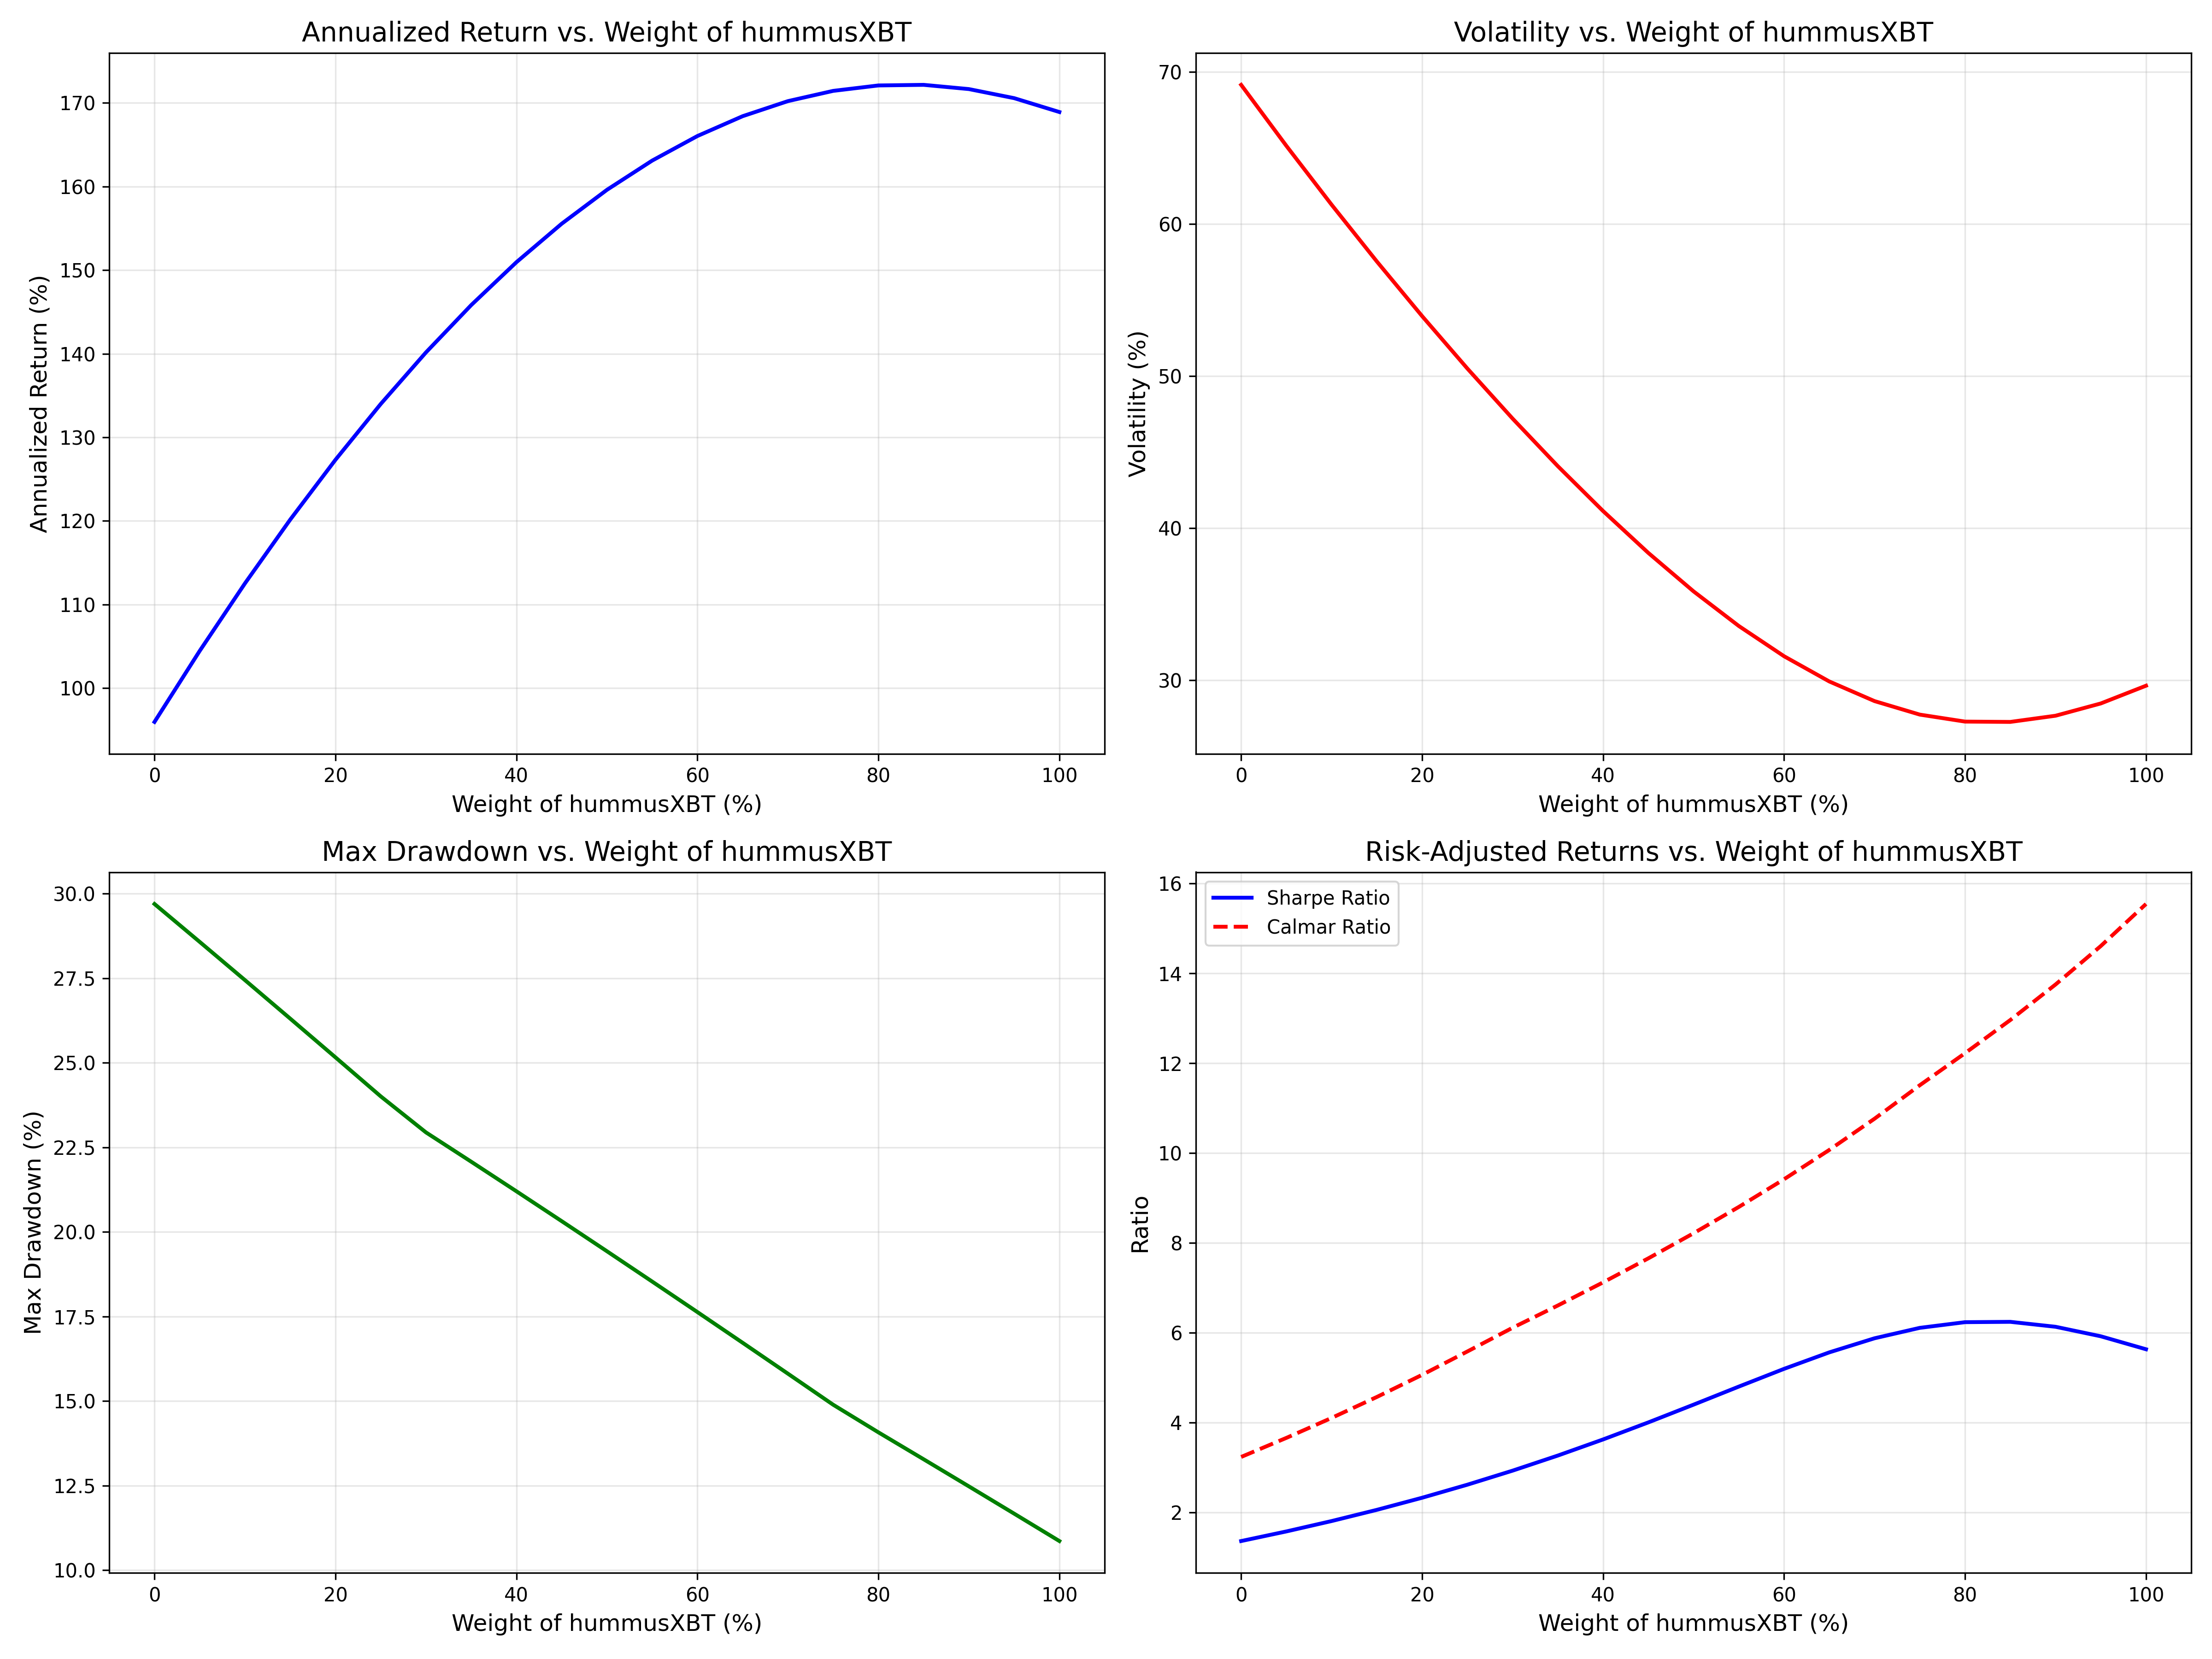 Annualized Return vs. Weight of hummusXBT
170
160
150
140
130
120
110
100
Annualized Return (%)
0 20 40 60 80 100
Weight of hummusXBT (%)
Volatility vs. Weight of hummusXBT
70
60
50
40
30
Volatility (%)
0 20 40 60 80 100
Weight of hummusXBT (%)
Max Drawdown vs. Weight of hummusXBT
30.0
27.5
25.0
22.5
20.0
17.5
15.0
12.5
10.0
Max Drawdown (%)
0 20 40 60 80 100
Weight of hummusXBT (%)
Risk-Adjusted Returns vs. Weight of hummusXBT
Sharpe Ratio
Calmar Ratio
16
14
12
10
8
6
4
2
Ratio
0 20 40 60 80 100
Weight of hummusXBT (%)